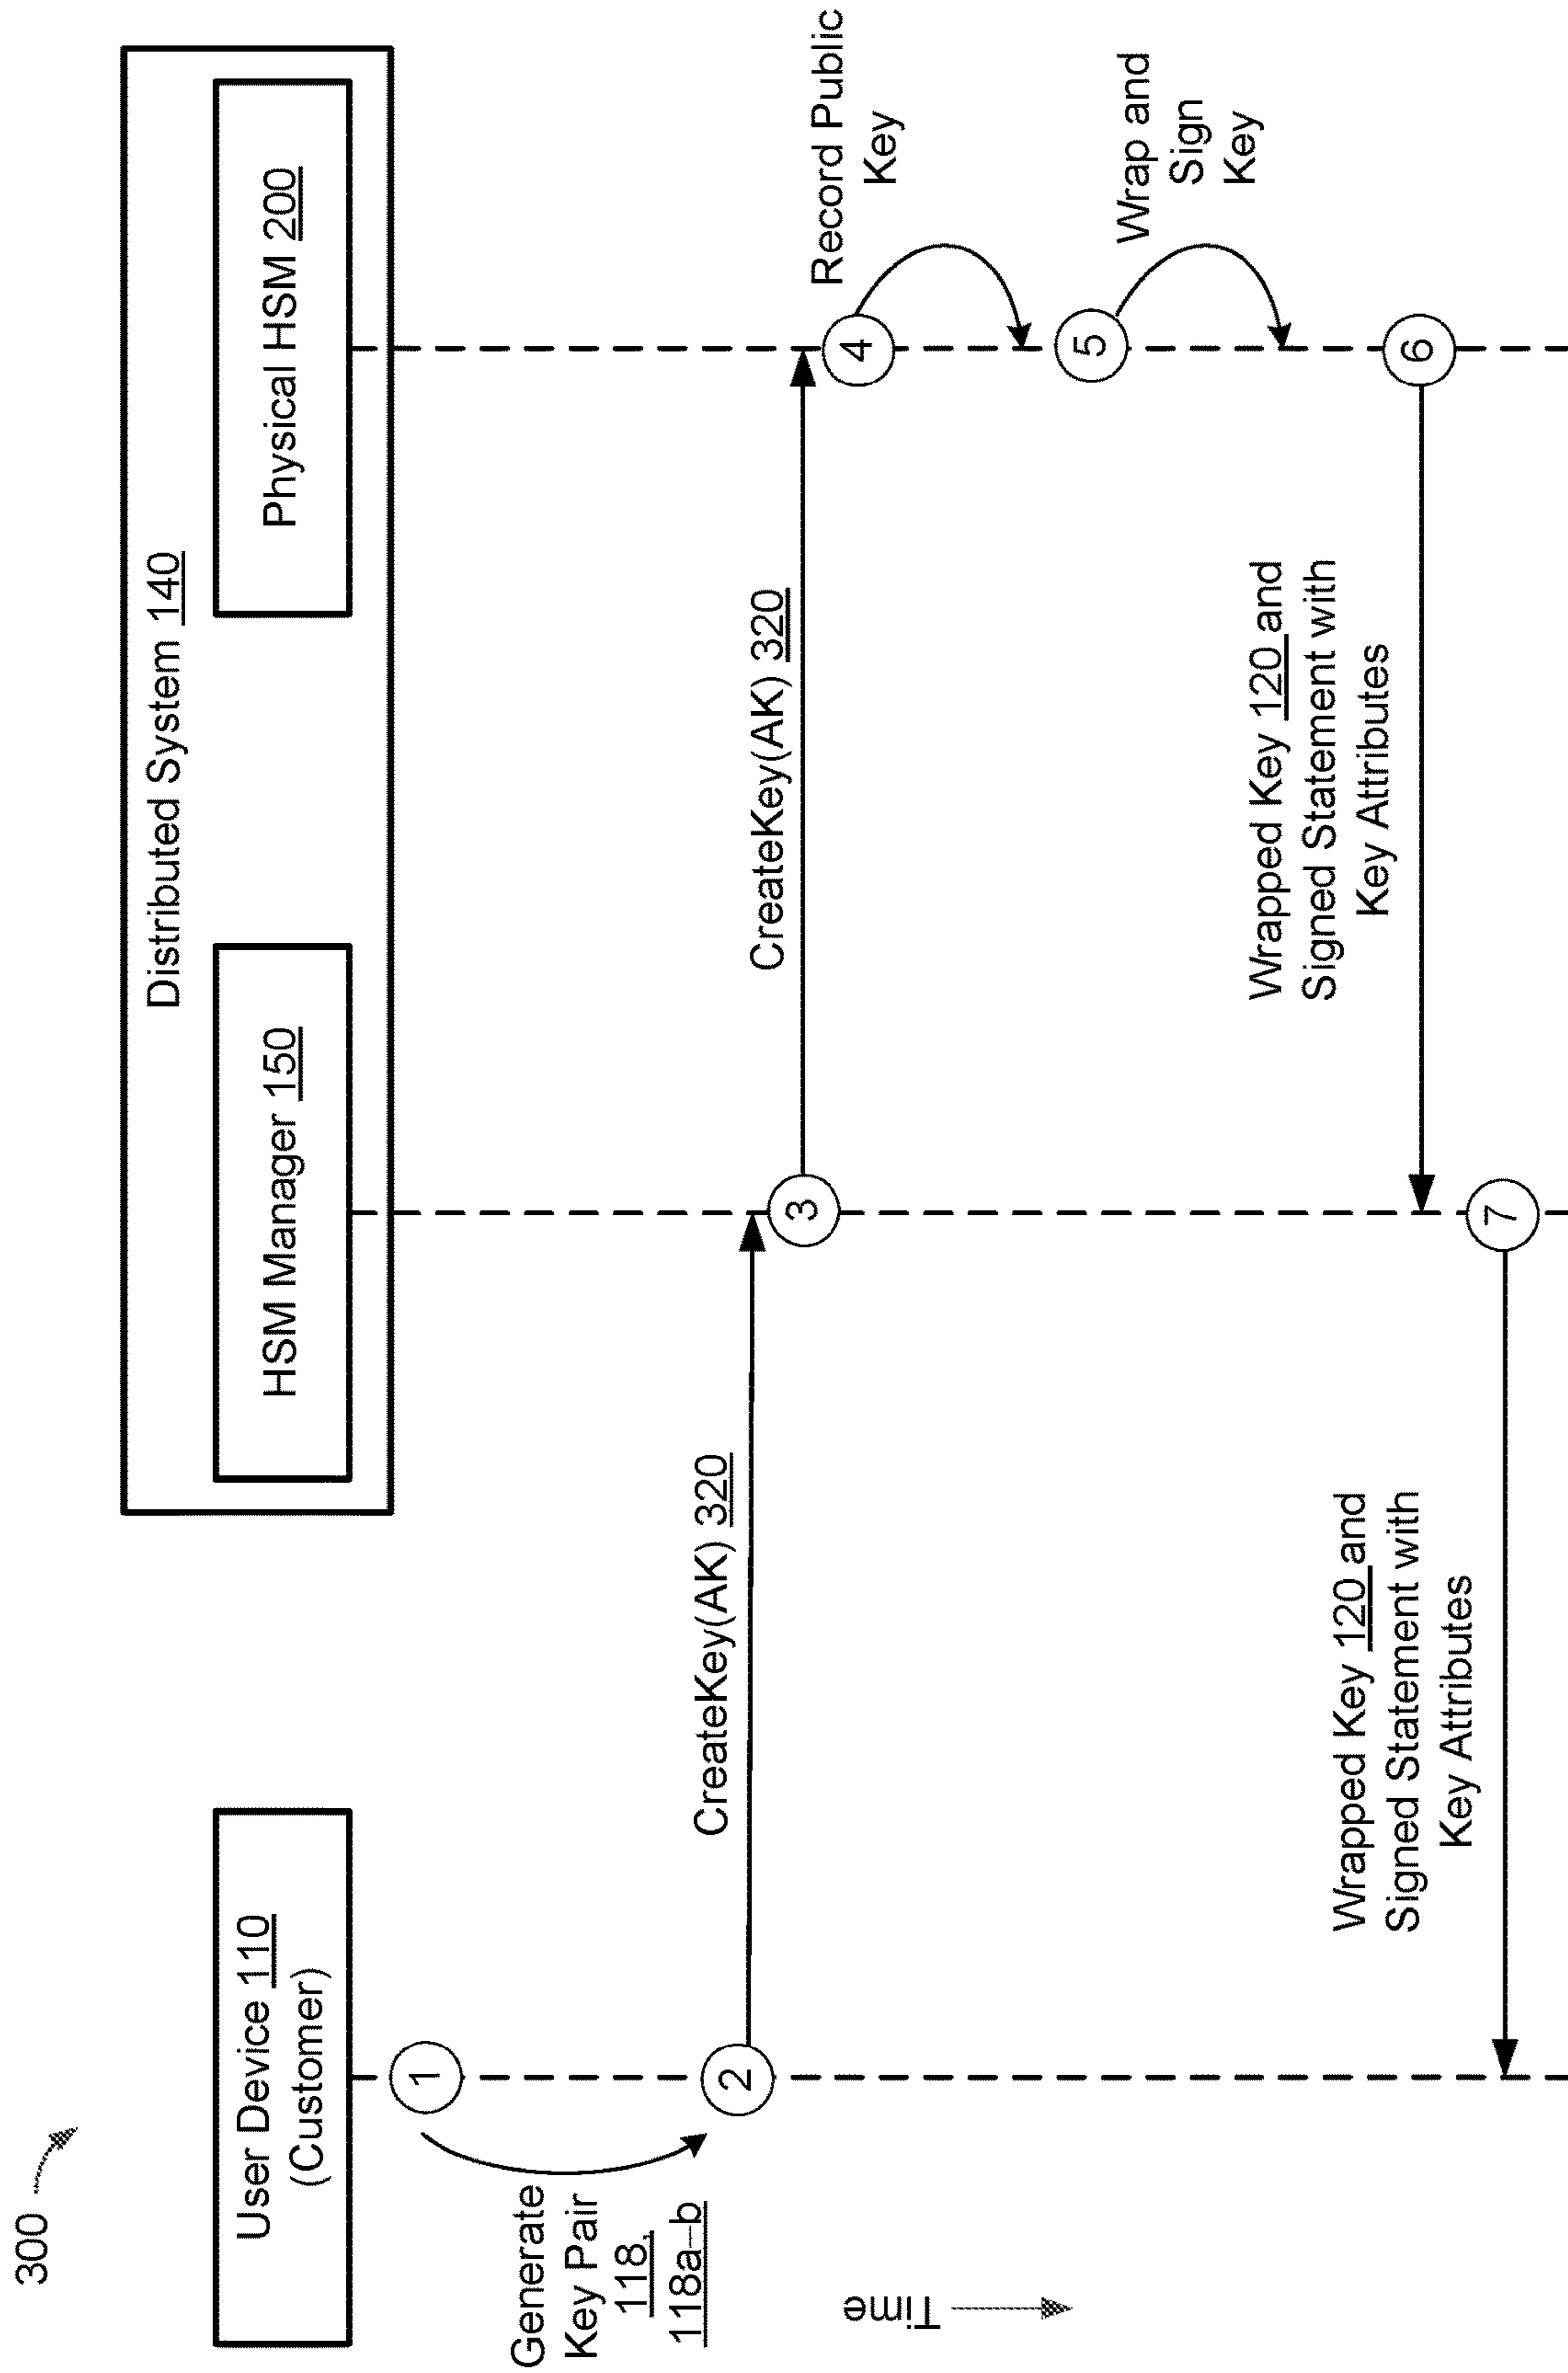 300
Distributed System 140
User Device 110
(Customer)
HSM Manager 150
Physical HSM 200
1
Generate
Key Pair
118,
118a–b
2
CreateKey(AK) 320
3
CreateKey(AK) 320
4
Record Public
Key
5
Wrap and
Sign
Key
6
Wrapped Key 120 and
Signed Statement with
Key Attributes
7
Wrapped Key 120 and
Signed Statement with
Key Attributes
Time